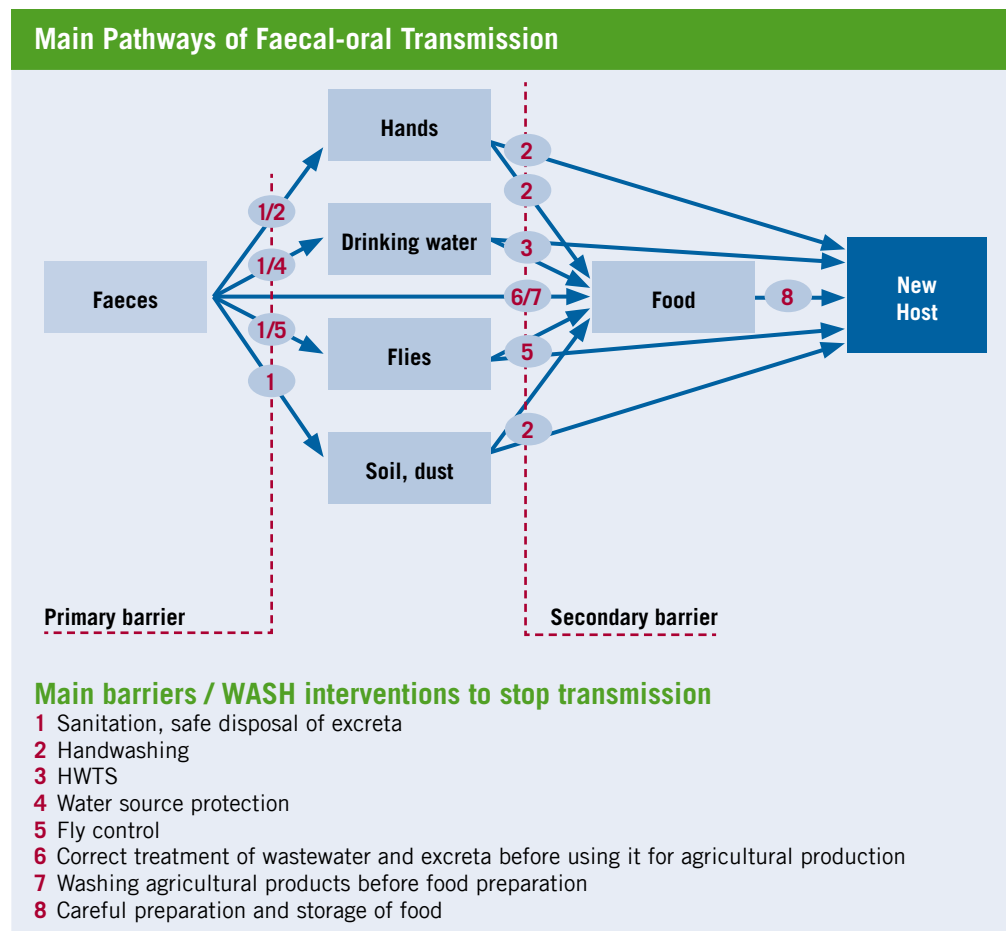 Main Pathways of Faecal-oral Transmission
Hands
2
2
1/2
Drinking water
3
1/4
Faeces
6/7
Food
8
New
Host
1/5
Flies
5
1
2
Soil, dust
Primary barrier
Secondary barrier
Main barriers / WASH interventions to stop transmission
1 Sanitation, safe disposal of excreta
2 Handwashing
3 HWTS
4 Water source protection
5 Fly control
6 Correct treatment of wastewater and excreta before using it for agricultural production
7 Washing agricultural products before food preparation
8 Careful preparation and storage of food